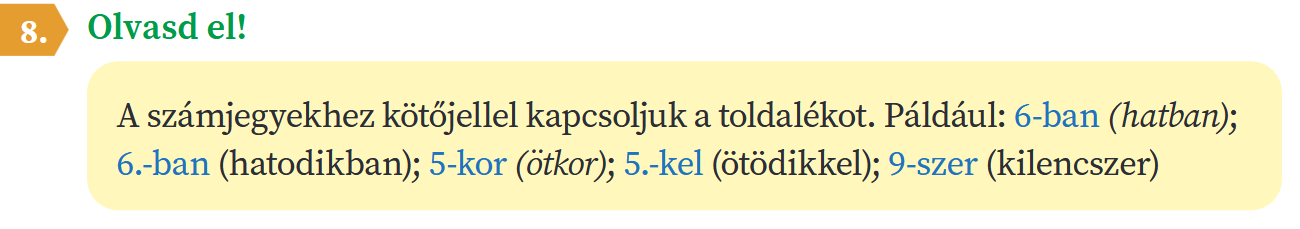 8. Olvasd el!
A számjegyekhez kötőjellel kapcsoljuk a toldalékot. Páldául: 6-ban (hatban);
6.-ban (hatodikban); 5-kor (ötkor); 5.-kel (ötödikkel); 9-szer (kilencszer)